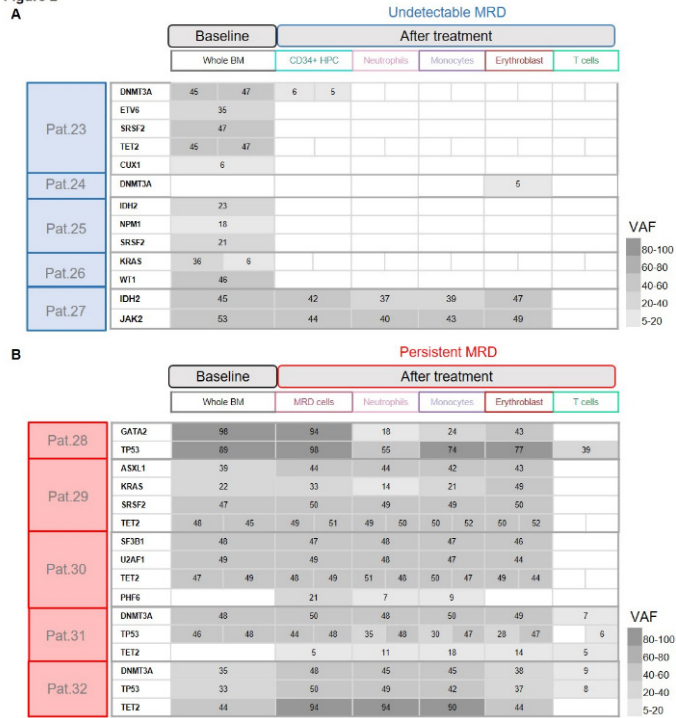 A
Undetectable MRD
Baseline After treatment
Whole BM CD34+ HPC Neutrophils Monocytes Erythroblast T cells
Pat.23
DNMT3A 45 47 6 5
ETV6 35
SRSF2 47
TET2 45 47
CUX1 6
Pat.24
DNMT3A 5
Pat.25
IDH2 23
NPM1 18
SRSF2 21
Pat.26
KRAS 36 6
WT1 46
Pat.27
IDH2 45 42 37 39 47
JAK2 53 44 40 43 49
VAF
80-100
60-80
40-60
20-40
5-20
B
Persistent MRD
Baseline After treatment
Whole BM MRD cells Neutrophils Monocytes Erythroblast T cells
Pat.28
GATA2 98 94 18 24 43
TP53 89 98 55 74 77 39
Pat.29
ASXL1 39 44 44 42 43
KRAS 22 33 14 21 49
SRSF2 47 50 49 49 50
TET2 48 45 49 51 49 50 50 52 50 52
Pat.30
SF3B1 48 47 48 47 46
U2AF1 49 49 48 47 44
TET2 47 49 48 49 51 48 50 47 49 44
PHF6 21 7 9
Pat.31
DNMT3A 48 50 48 50 49 7
TP53 46 48 44 48 35 48 30 47 28 47 6
TET2 5 11 18 14 5
Pat.32
DNMT3A 35 48 45 45 38 9
TP53 33 50 49 42 37 8
TET2 44 94 94 90 44
VAF
80-100
60-80
40-60
20-40
5-20